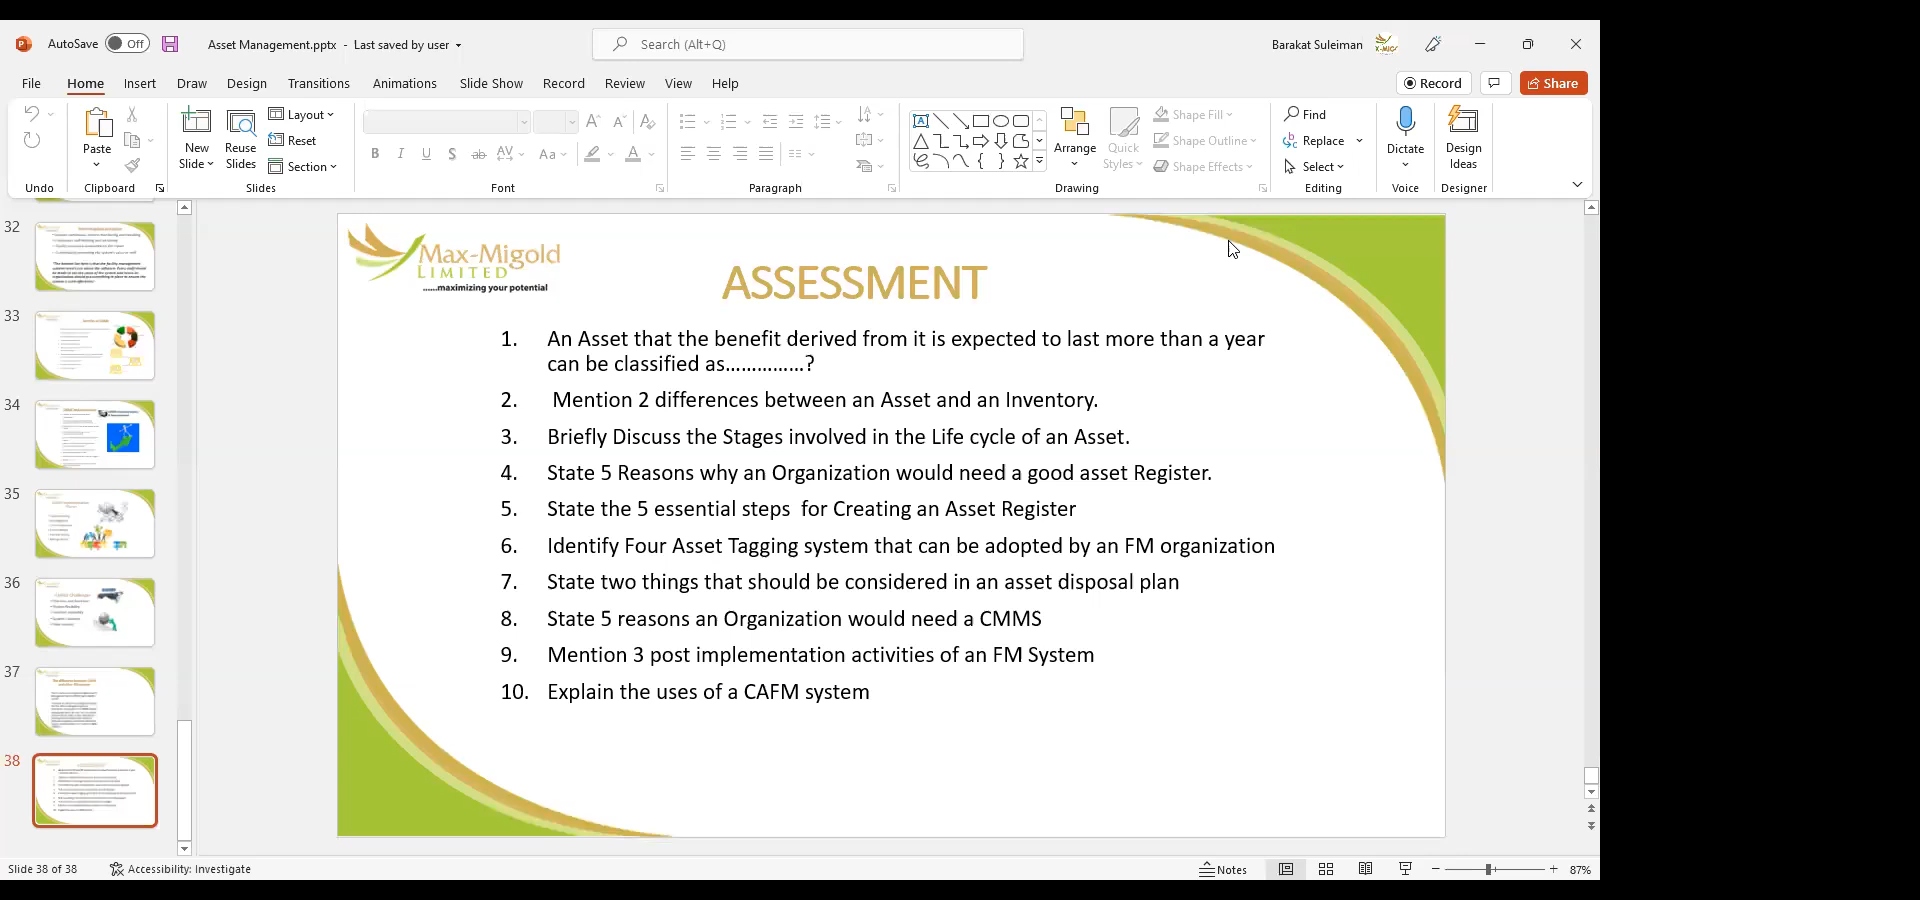 AutoSave Off Asset Management.pptx - Last saved by user Search (Alt+Q) Barakat Suleiman
File Home Insert Draw Design Transitions Animations Slide Show Record Review View Help Record Share
Paste New Slide Reuse Slides Layout Reset Section
Aa
Arrange Quick Styles Shape Fill Shape Outline Shape Effects
Find Replace Select
Dictate Design Ideas
Undo Clipboard Slides Font Paragraph Drawing Editing Voice Designer
32
33
34
35
36
37
38
Max-Migold
LIMITED
......maximizing your potential
ASSESSMENT
1. An Asset that the benefit derived from it is expected to last more than a year
can be classified as……………?
2. Mention 2 differences between an Asset and an Inventory.
3. Briefly Discuss the Stages involved in the Life cycle of an Asset.
4. State 5 Reasons why an Organization would need a good asset Register.
5. State the 5 essential steps for Creating an Asset Register
6. Identify Four Asset Tagging system that can be adopted by an FM organization
7. State two things that should be considered in an asset disposal plan
8. State 5 reasons an Organization would need a CMMS
9. Mention 3 post implementation activities of an FM System
10. Explain the uses of a CAFM system
Slide 38 of 38 Accessibility: Investigate Notes 87%